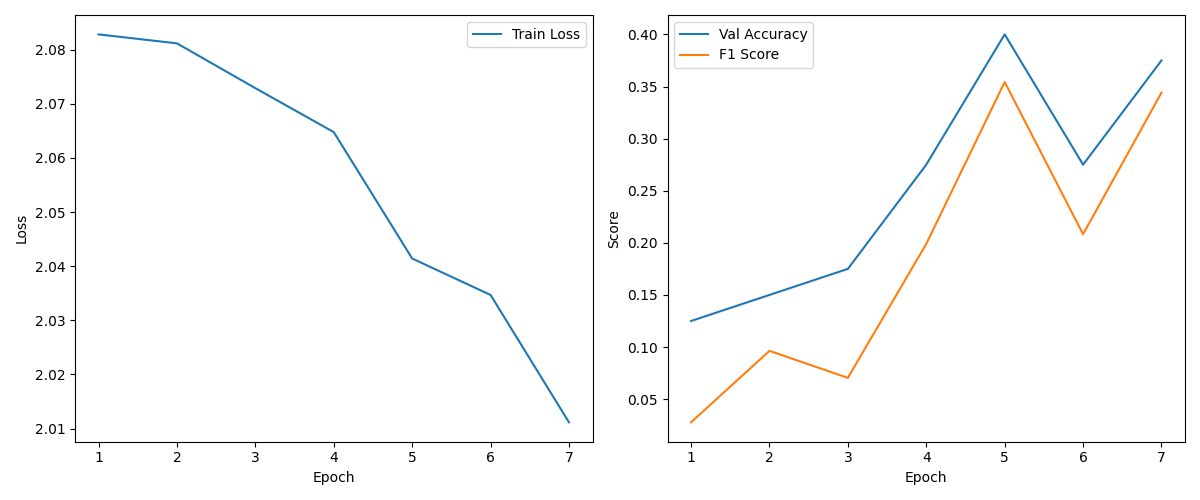 Train Loss
2.08
2.07
2.06
2.05
2.04
2.03
2.02
2.01
Loss
1 2 3 4 5 6 7
Epoch
Val Accuracy
F1 Score
0.40
0.35
0.30
0.25
0.20
0.15
0.10
0.05
Score
1 2 3 4 5 6 7
Epoch